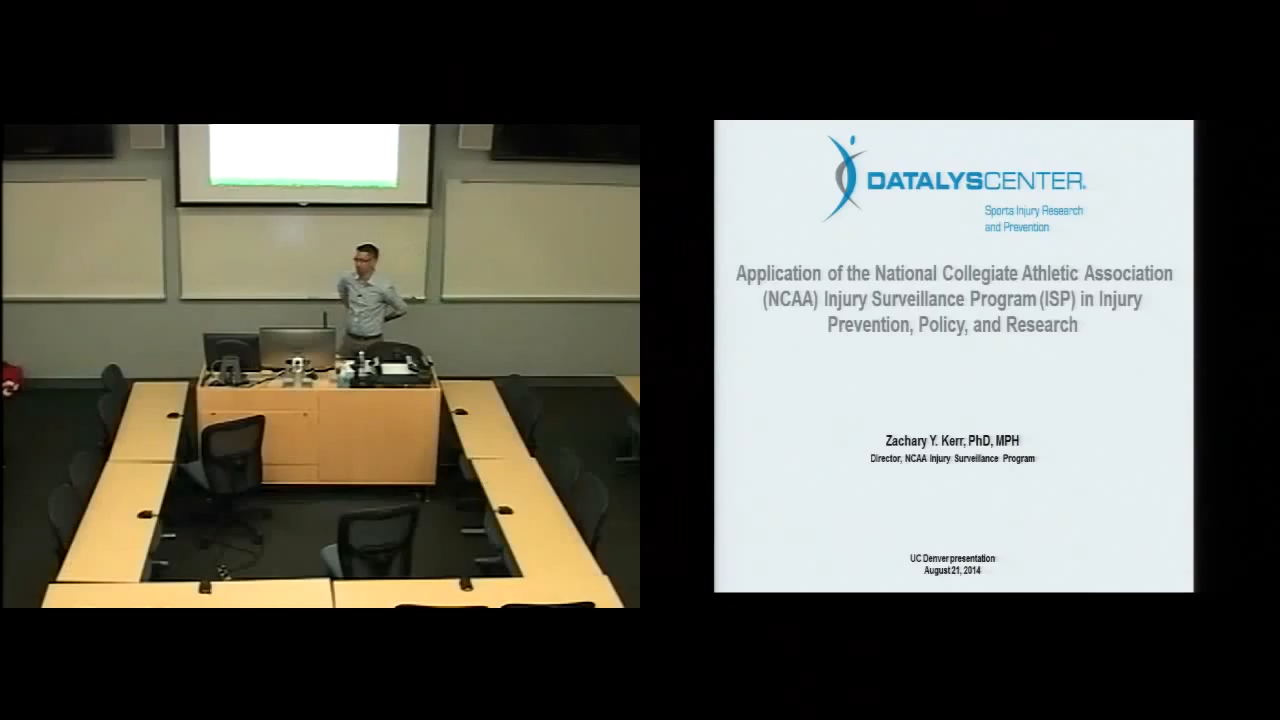 DATALYSCENTER
Sports Injury Research
and Prevention
Application of the National Collegiate Athletic Association
(NCAA) Injury Surveillance Program (ISP) in Injury
Prevention, Policy, and Research
Zachary Y. Kerr, PhD, MPH
Director, NCAA Injury Surveillance Program
UC Denver presentation
August 21, 2014